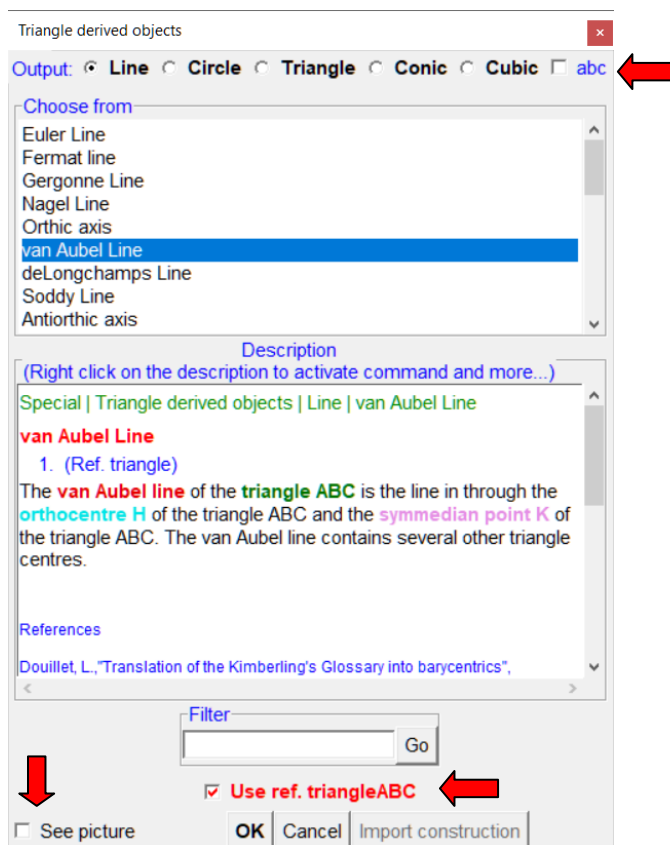 Triangle derived objects
Output: Line Circle Triangle Conic Cubic abc
Choose from
Euler Line
Fermat line
Gergonne Line
Nagel Line
Orthic axis
van Aubel Line
deLongchamps Line
Soddy Line
Antiorthic axis
Description
(Right click on the description to activate command and more...)
Special | Triangle derived objects | Line | van Aubel Line
van Aubel Line
1. (Ref. triangle)
The van Aubel line of the triangle ABC is the line in through the
orthocentre H of the triangle ABC and the symmedian point K of
the triangle ABC. The van Aubel line contains several other triangle
centres.
References
Douillet, L.,"Translation of the Kimberling's Glossary into barycentrics",
Filter
Go
Use ref. triangleABC
See picture OK Cancel Import construction